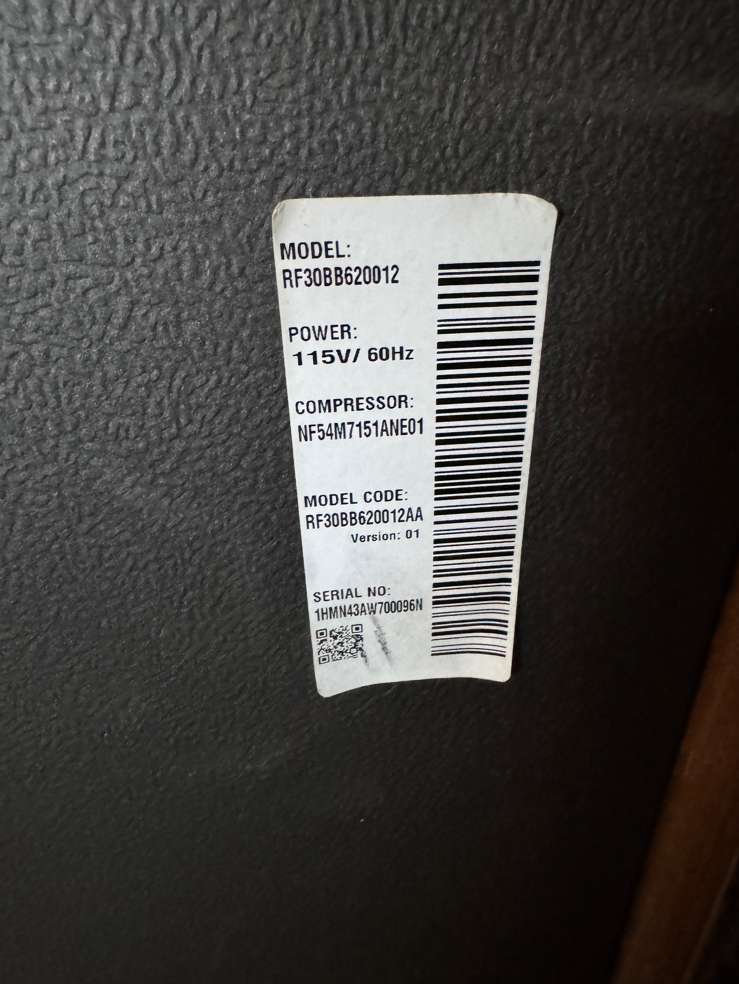 MODEL:
RF30BB620012
POWER:
115V/ 60Hz
COMPRESSOR:
NF54M7151ANE01
MODEL CODE:
RF30BB620012AA
Version: 01
SERIAL NO:
1HMN43AW700096N